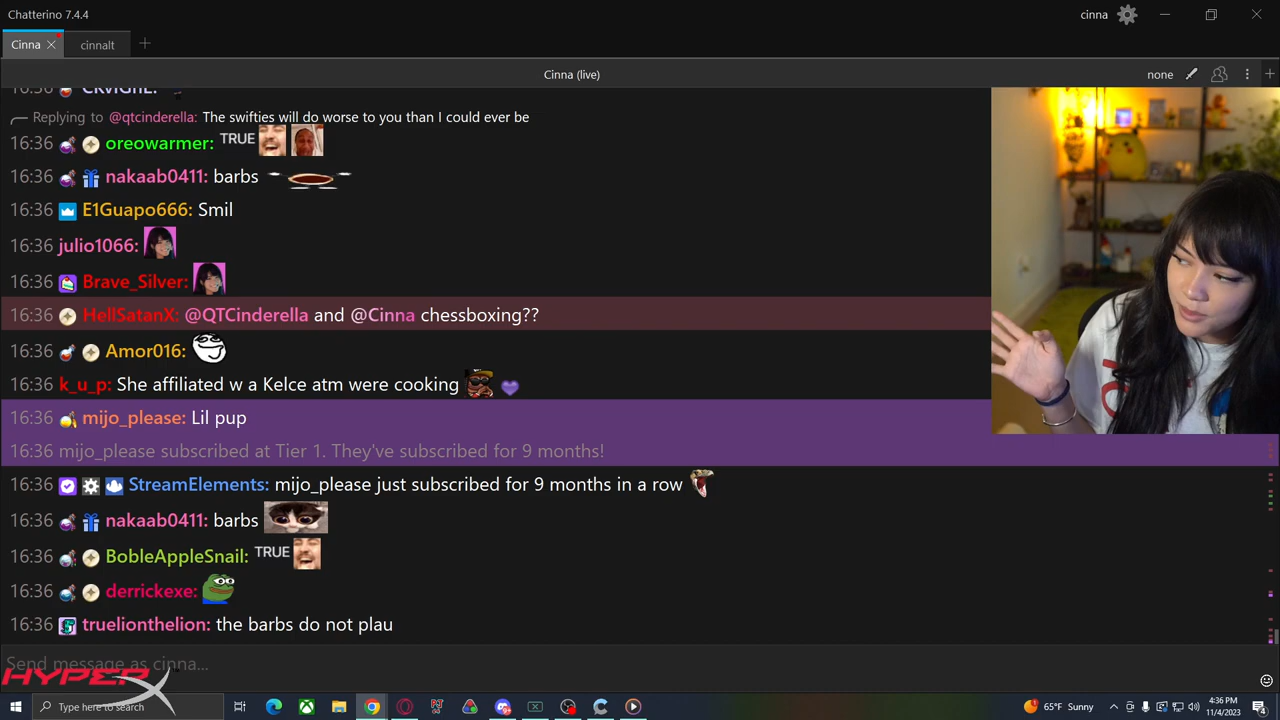 Chatterino 7.4.4
cinna
Cinna
cinnalt
Cinna (live)
none
16:36 CkviGhE:
Replying to @qtcinderella: The swifties will do worse to you than I could ever be
16:36 oreowarmer: TRUE
16:36 nakaab0411: barbs
16:36 E1Guapo666: Smil
16:36 julio1066:
16:36 Brave_Silver:
16:36 HellSatanX: @QTCinderella and @Cinna chessboxing??
16:36 Amor016:
16:36 k_u_p: She affiliated w a Kelce atm were cooking
16:36 mijo_please: Lil pup
16:36 mijo_please subscribed at Tier 1. They've subscribed for 9 months!
16:36 StreamElements: mijo_please just subscribed for 9 months in a row
16:36 nakaab0411: barbs
16:36 BobleAppleSnail: TRUE
16:36 derrickexe:
16:36 truelionthelion: the barbs do not plau
Send message as cinna...
HYPERX
Type here to search
65°F Sunny
4:36 PM
11/4/2023
4